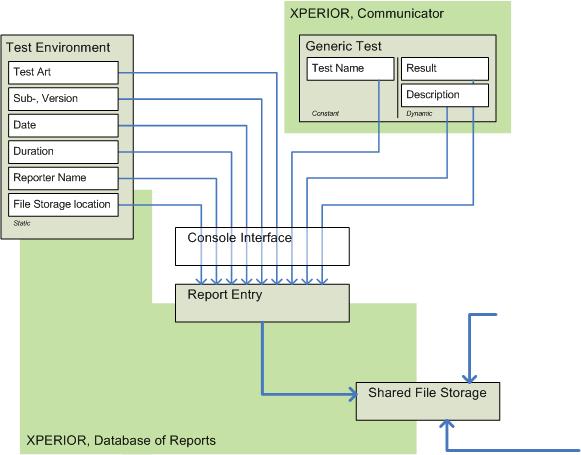 XPERIOR, Communicator
Test Environment
Test Art
Sub-, Version
Date
Duration
Reporter Name
File Storage location
Static
Generic Test
Test Name
Result
Description
Constant
Dynamic
Console Interface
Report Entry
Shared File Storage
XPERIOR, Database of Reports